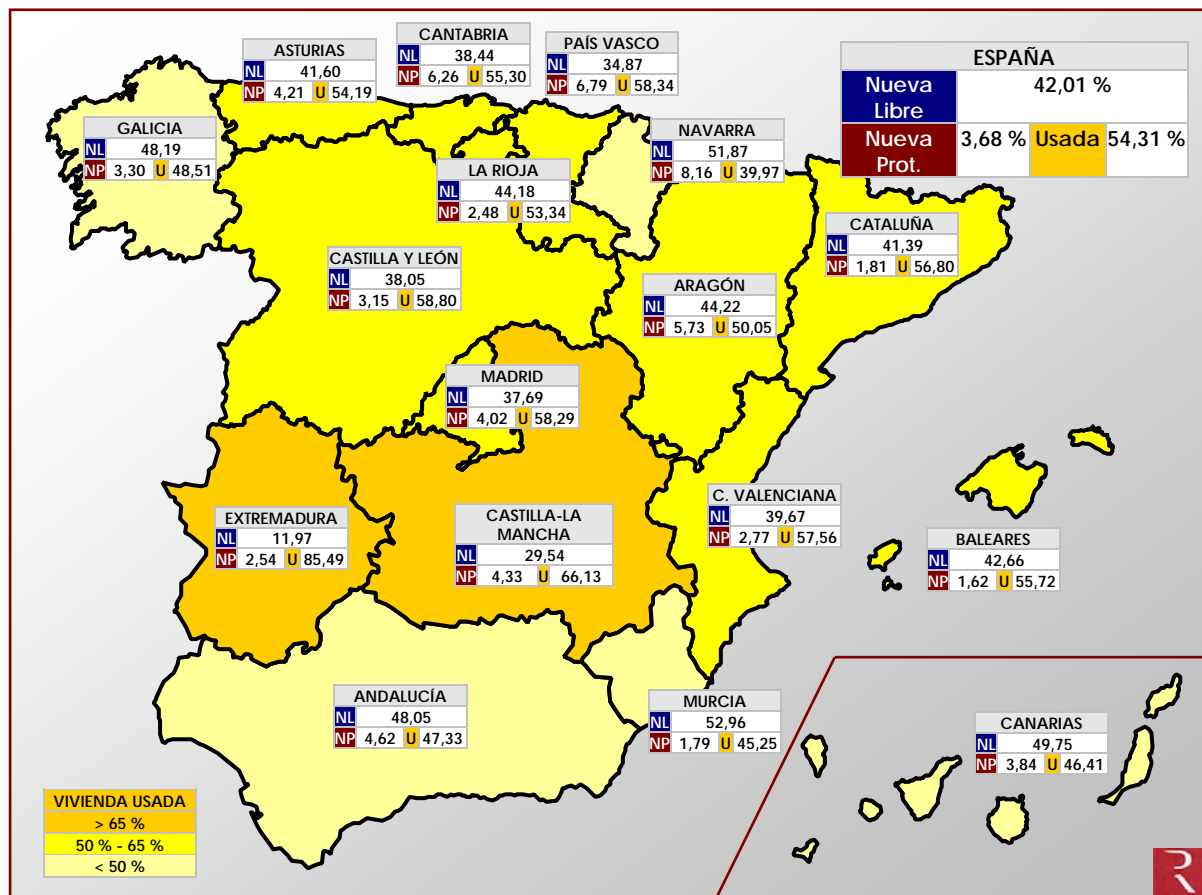 ASTURIAS
NL 41,60
NP 4,21 U 54,19
CANTABRIA
NL 38,44
NP 6,26 U 55,30
PAÍS VASCO
NL 34,87
NP 6,79 U 58,34
ESPAÑA
Nueva
Libre
42,01 %
Nueva
Prot.
3,68 % Usada 54,31 %
GALICIA
NL 48,19
NP 3,30 U 48,51
NAVARRA
NL 51,87
NP 8,16 U 39,97
LA RIOJA
NL 44,18
NP 2,48 U 53,34
CATALUÑA
NL 41,39
NP 1,81 U 56,80
CASTILLA Y LEÓN
NL 38,05
NP 3,15 U 58,80
ARAGÓN
NL 44,22
NP 5,73 U 50,05
MADRID
NL 37,69
NP 4,02 U 58,29
C. VALENCIANA
NL 39,67
NP 2,77 U 57,56
EXTREMADURA
NL 11,97
NP 2,54 U 85,49
CASTILLA-LA
MANCHA
NL 29,54
NP 4,33 U 66,13
BALEARES
NL 42,66
NP 1,62 U 55,72
ANDALUCÍA
NL 48,05
NP 4,62 U 47,33
MURCIA
NL 52,96
NP 1,79 U 45,25
CANARIAS
NL 49,75
NP 3,84 U 46,41
VIVIENDA USADA
> 65 %
50 % - 65 %
< 50 %
R